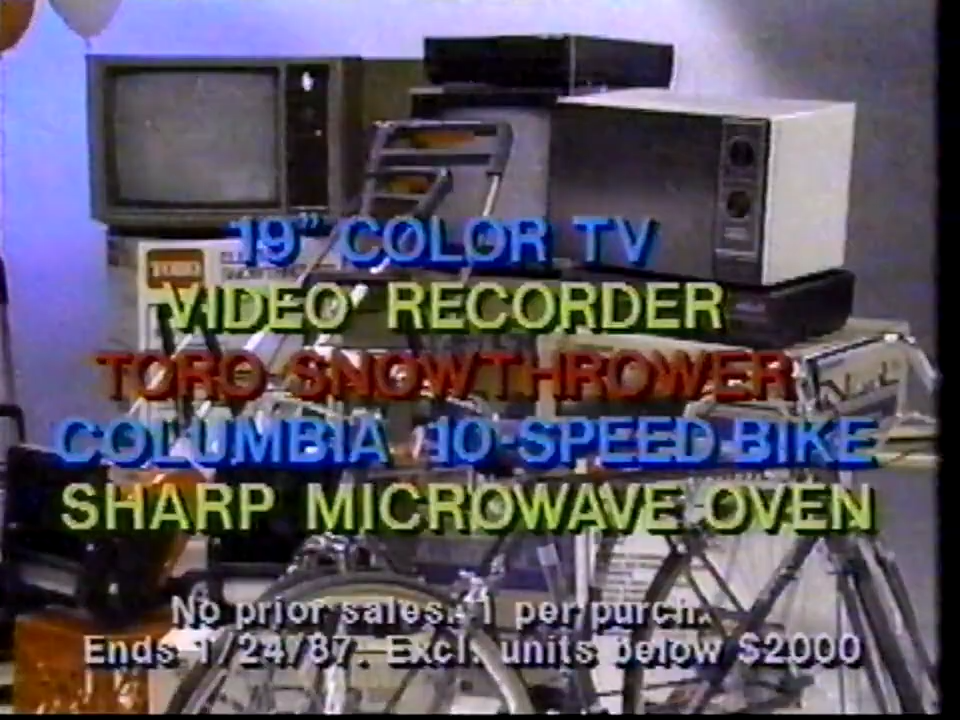 TORO
19" COLOR TV
VIDEO RECORDER
TORO SNOWTHROWER
COLUMBIA 10-SPEED BIKE
SHARP MICROWAVE OVEN
No prior sales. 1 per purch.
Ends 1/24/87. Excl. units below $2000